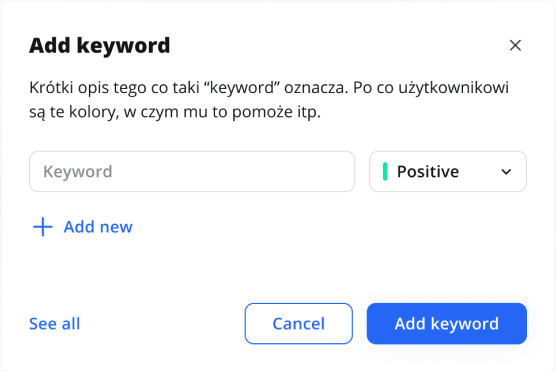 Add keyword
Krótki opis tego co taki “keyword” oznacza. Po co użytkownikowi
są te kolory, w czym mu to pomoże itp.
Keyword
Positive
Add new
See all
Cancel
Add keyword